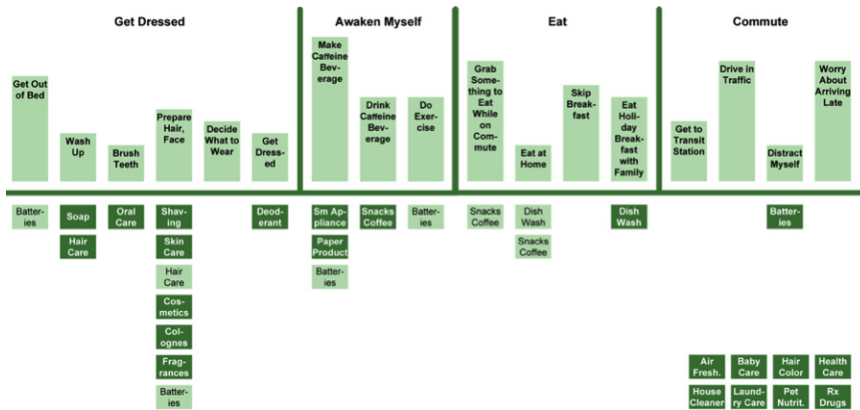 Get Dressed
Awaken Myself
Eat
Commute
Get Out
of Bed
Wash
Up
Brush
Teeth
Prepare
Hair,
Face
Decide
What to
Wear
Get
Dress-
ed
Make
Caffeine
Bev-
erage
Drink
Caffeine
Bev-
erage
Do
Exer-
cise
Grab
Some-
thing to
Eat
While
on
Com-
mute
Eat at
Home
Skip
Break-
fast
Eat
Holi-
day
Break-
fast
with
Family
Get to
Transit
Station
Drive in
Traffic
Distract
Myself
Worry
About
Arriving
Late
Batter-
ies
Soap
Hair
Care
Oral
Care
Shav-
ing
Skin
Care
Hair
Care
Cos-
metics
Col-
ognes
Frag-
rances
Batter-
ies
Deod-
erant
Sm Ap-
pliance
Paper
Product
Batter-
ies
Snacks
Coffee
Batter-
ies
Snacks
Coffee
Dish
Wash
Snacks
Coffee
Dish
Wash
Batter-
ies
Air
Fresh.
Baby
Care
Hair
Color
Health
Care
House
Cleaner
Laund-
ry Care
Pet
Nutrit.
Rx
Drugs